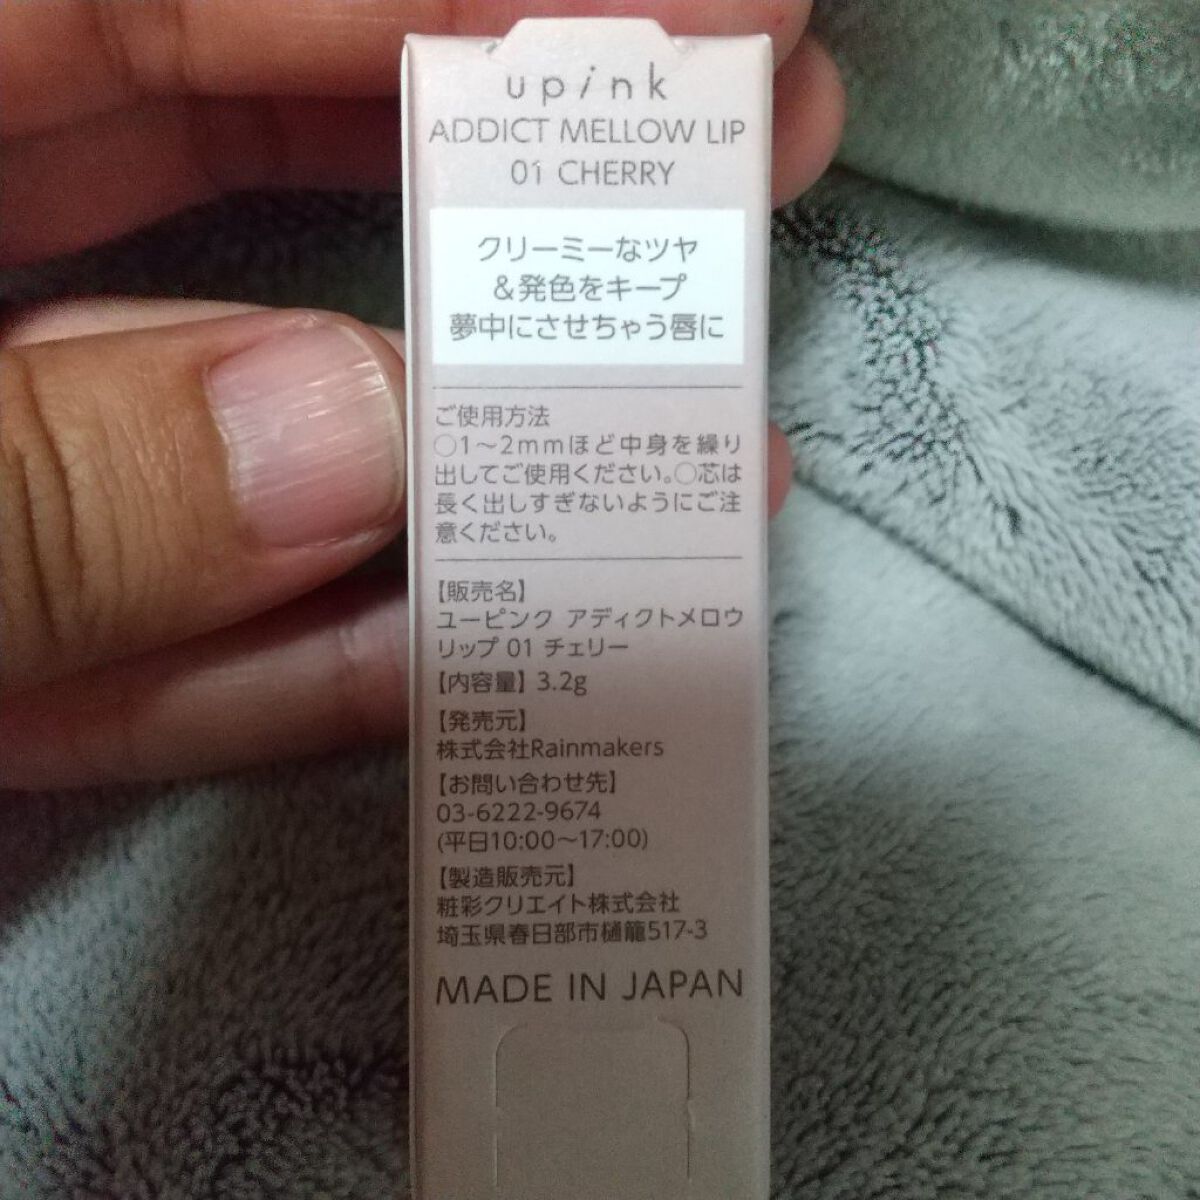 upink
ADDICT MELLOW LIP
01 CHERRY
クリーミーなツヤ
&発色をキープ
夢中にさせちゃう唇に
ご使用方法
○1～2mmほど中身を繰り
出してご使用ください。○芯は
長く出しすぎないようにご注
意ください。
【販売名】
ユーピンク アディクトメロウ
リップ 01 チェリー
【内容量】3.2g
【発売元】
株式会社Rainmakers
【お問い合わせ先】
03-6222-9674
(平日10:00～17:00)
【製造販売元】
粧彩クリエイト株式会社
埼玉県春日部市樋籠517-3
MADE IN JAPAN